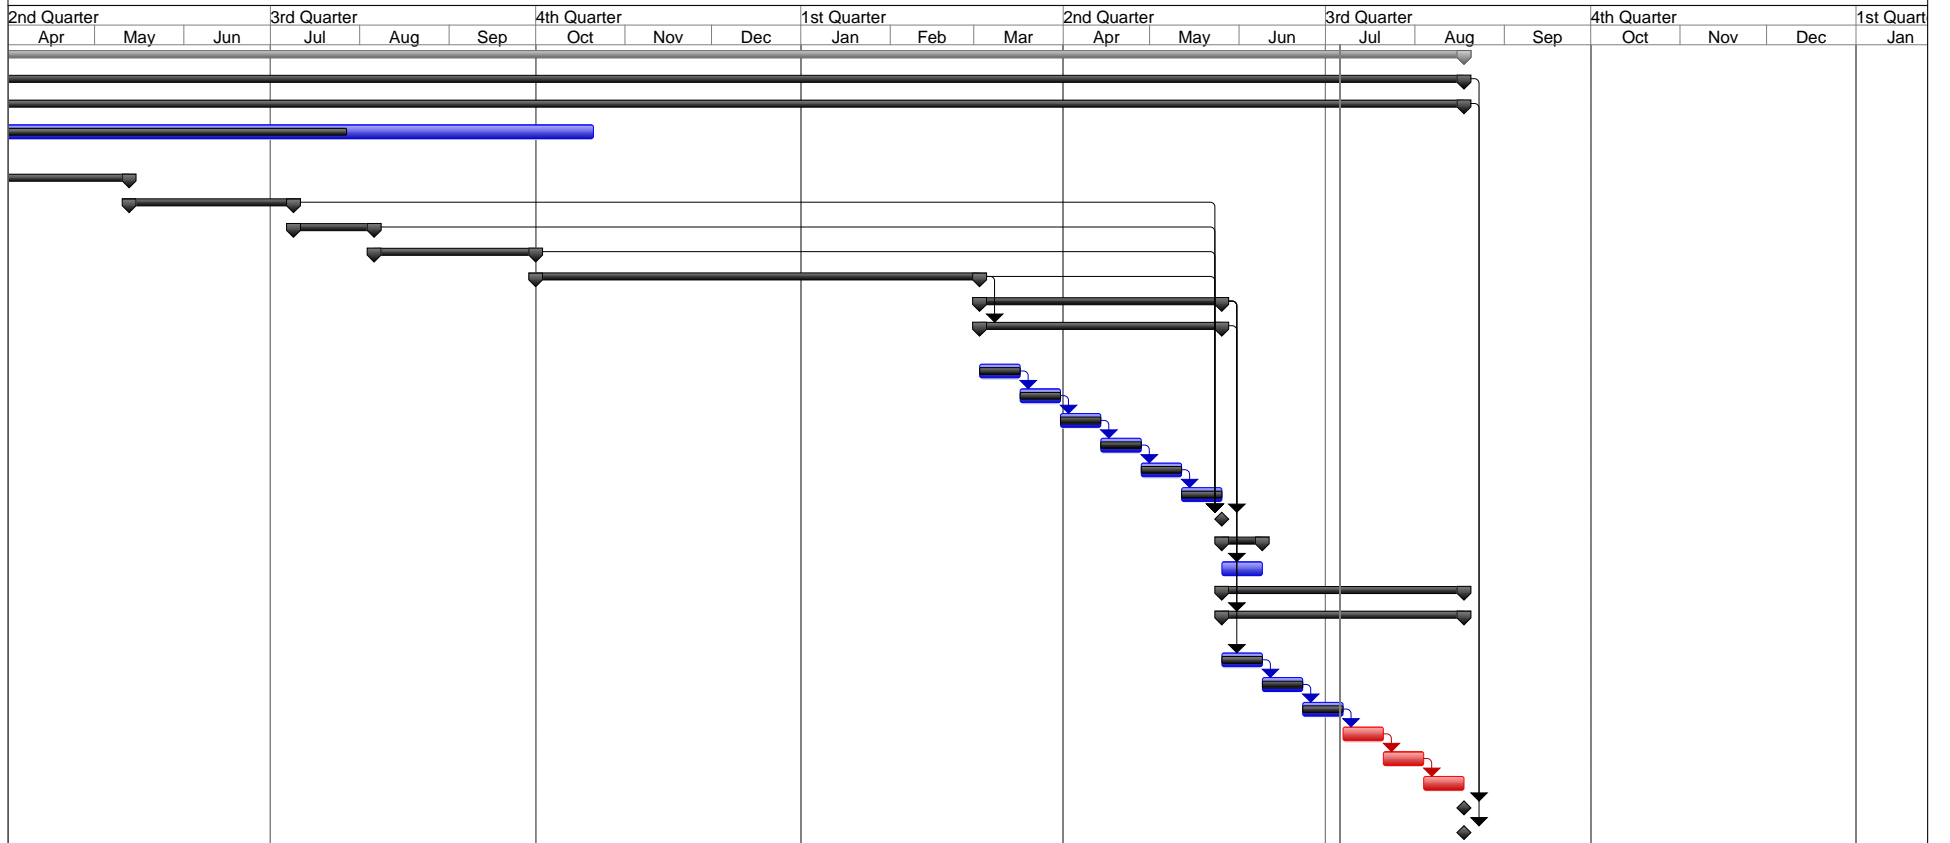 2nd Quarter 3rd Quarter 4th Quarter 1st Quarter 2nd Quarter 3rd Quarter 4th Quarter 1st Quart
Apr May Jun Jul Aug Sep Oct Nov Dec Jan Feb Mar Apr May Jun Jul Aug Sep Oct Nov Dec Jan